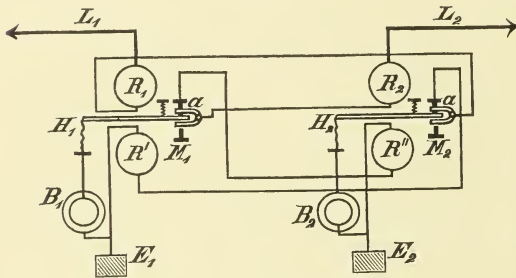 L₁ L₂
R₁ a R₂ a
H₁ H₂
R' M₁ R" M₂
B₁ B₂
E₁ E₂